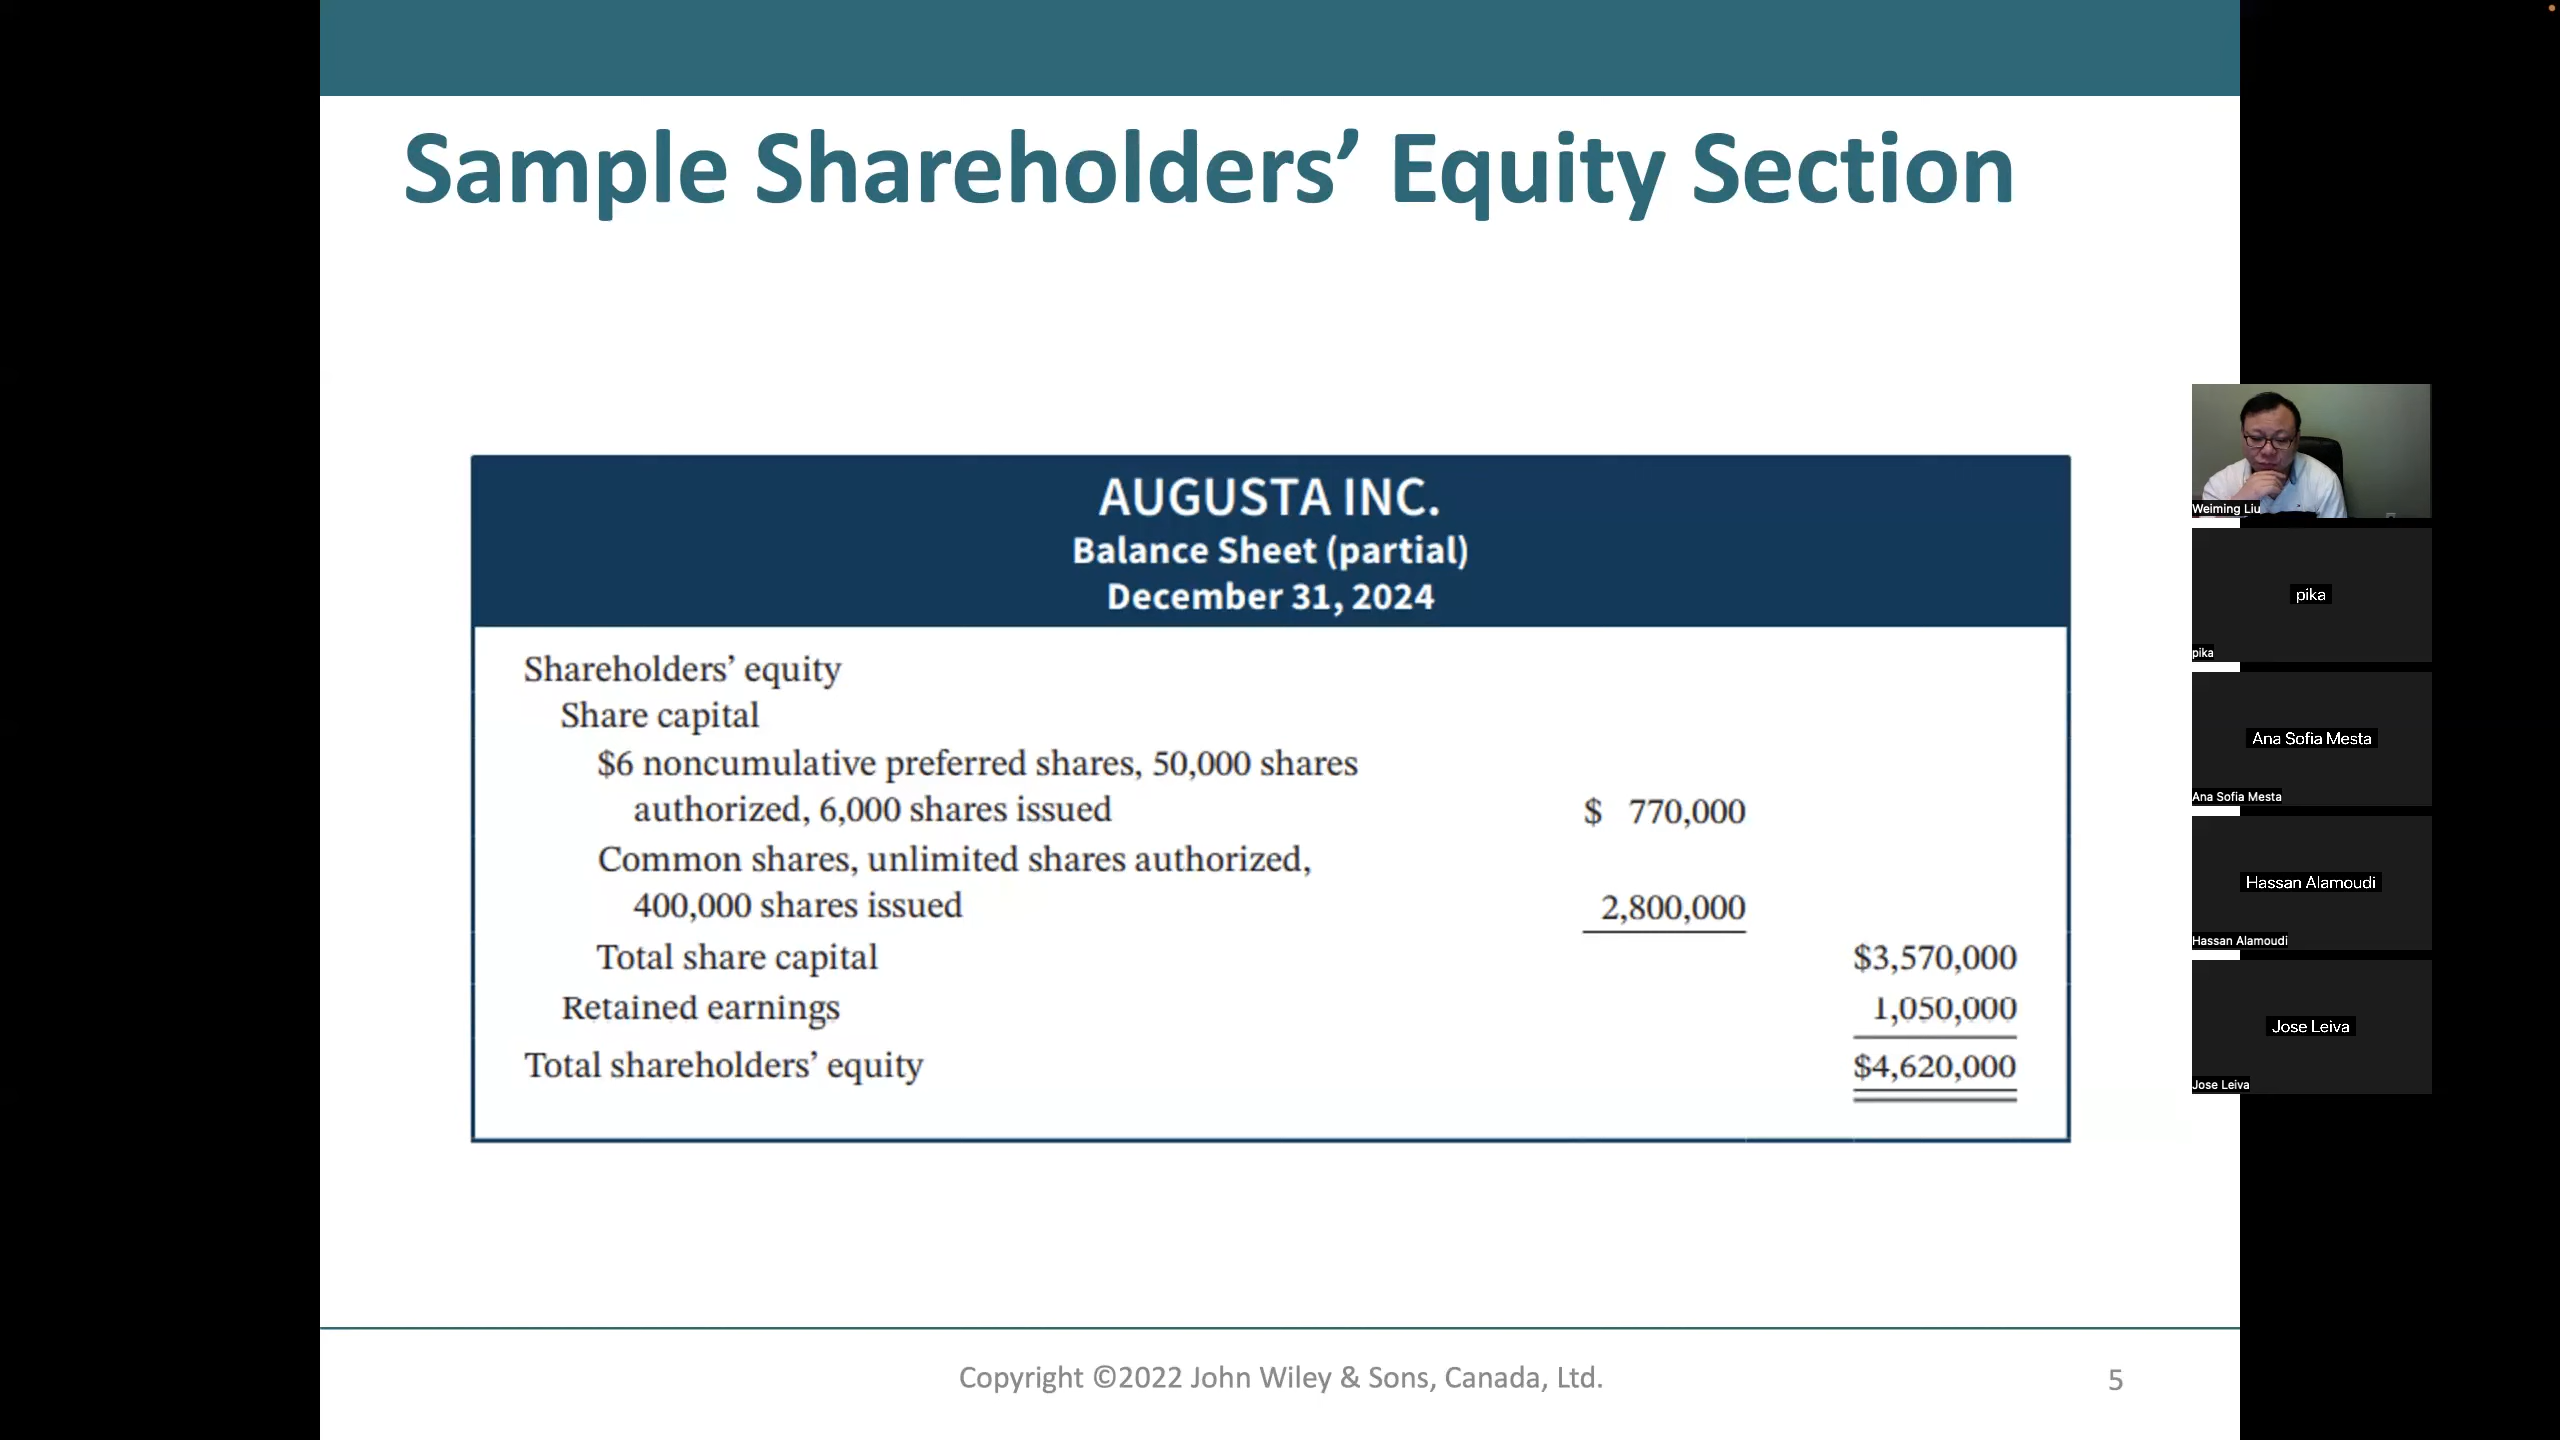 Sample Shareholders’ Equity Section
AUGUSTA INC.
Balance Sheet (partial)
December 31, 2024
Shareholders’ equity
Share capital
$6 noncumulative preferred shares, 50,000 shares
authorized, 6,000 shares issued $ 770,000
Common shares, unlimited shares authorized,
400,000 shares issued 2,800,000
Total share capital $3,570,000
Retained earnings 1,050,000
Total shareholders’ equity $4,620,000
Copyright ©2022 John Wiley & Sons, Canada, Ltd. 5
Weiming Liu
pika
pika
Ana Sofia Mesta
Ana Sofia Mesta
Hassan Alamoudi
Hassan Alamoudi
Jose Leiva
Jose Leiva